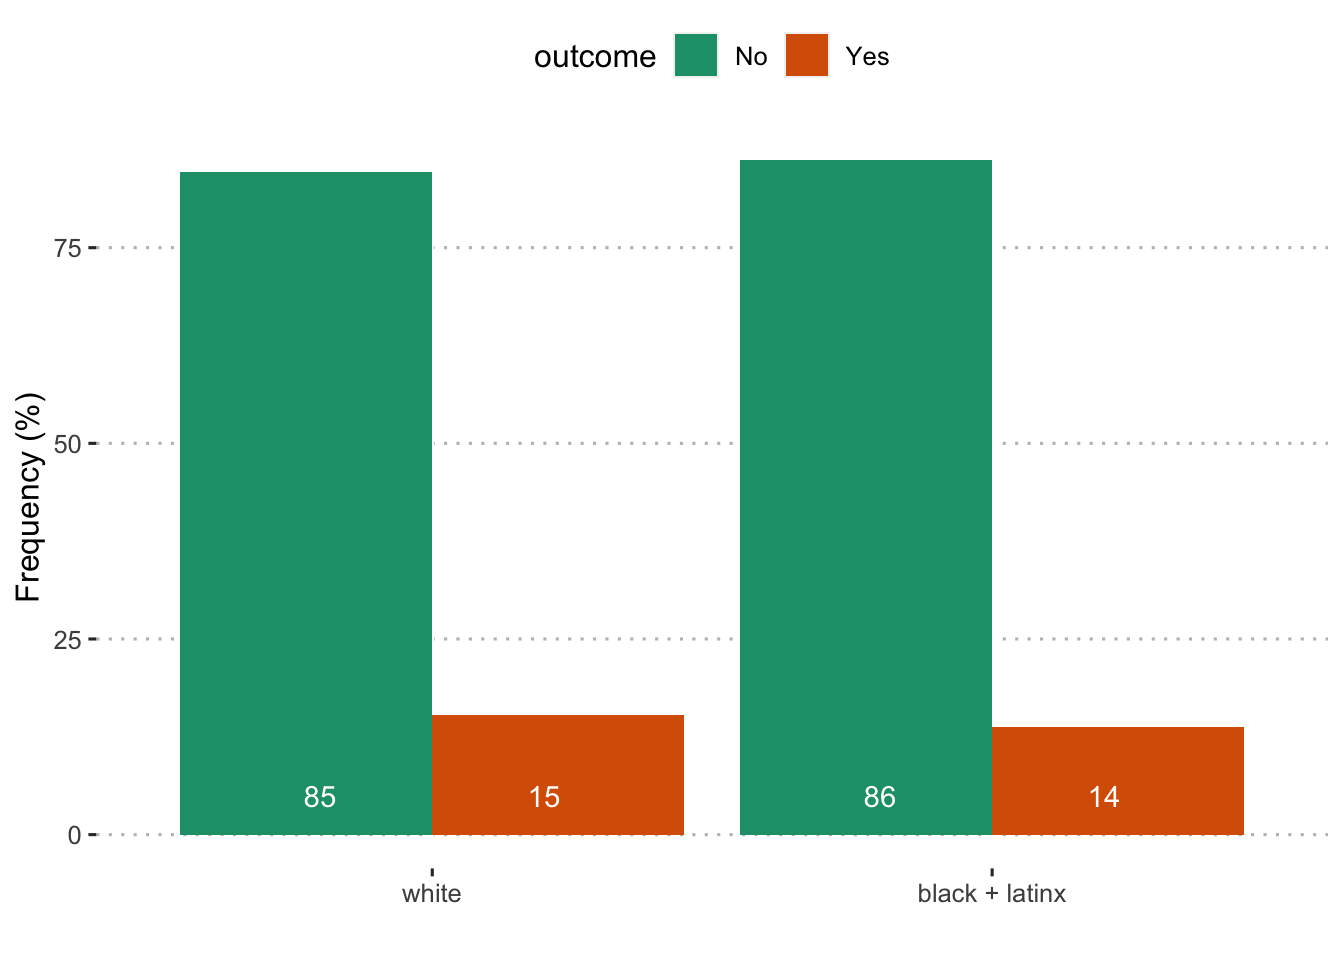 outcome No Yes
Frequency (%)
75
50
25
0
85 15 86 14
white black + latinx